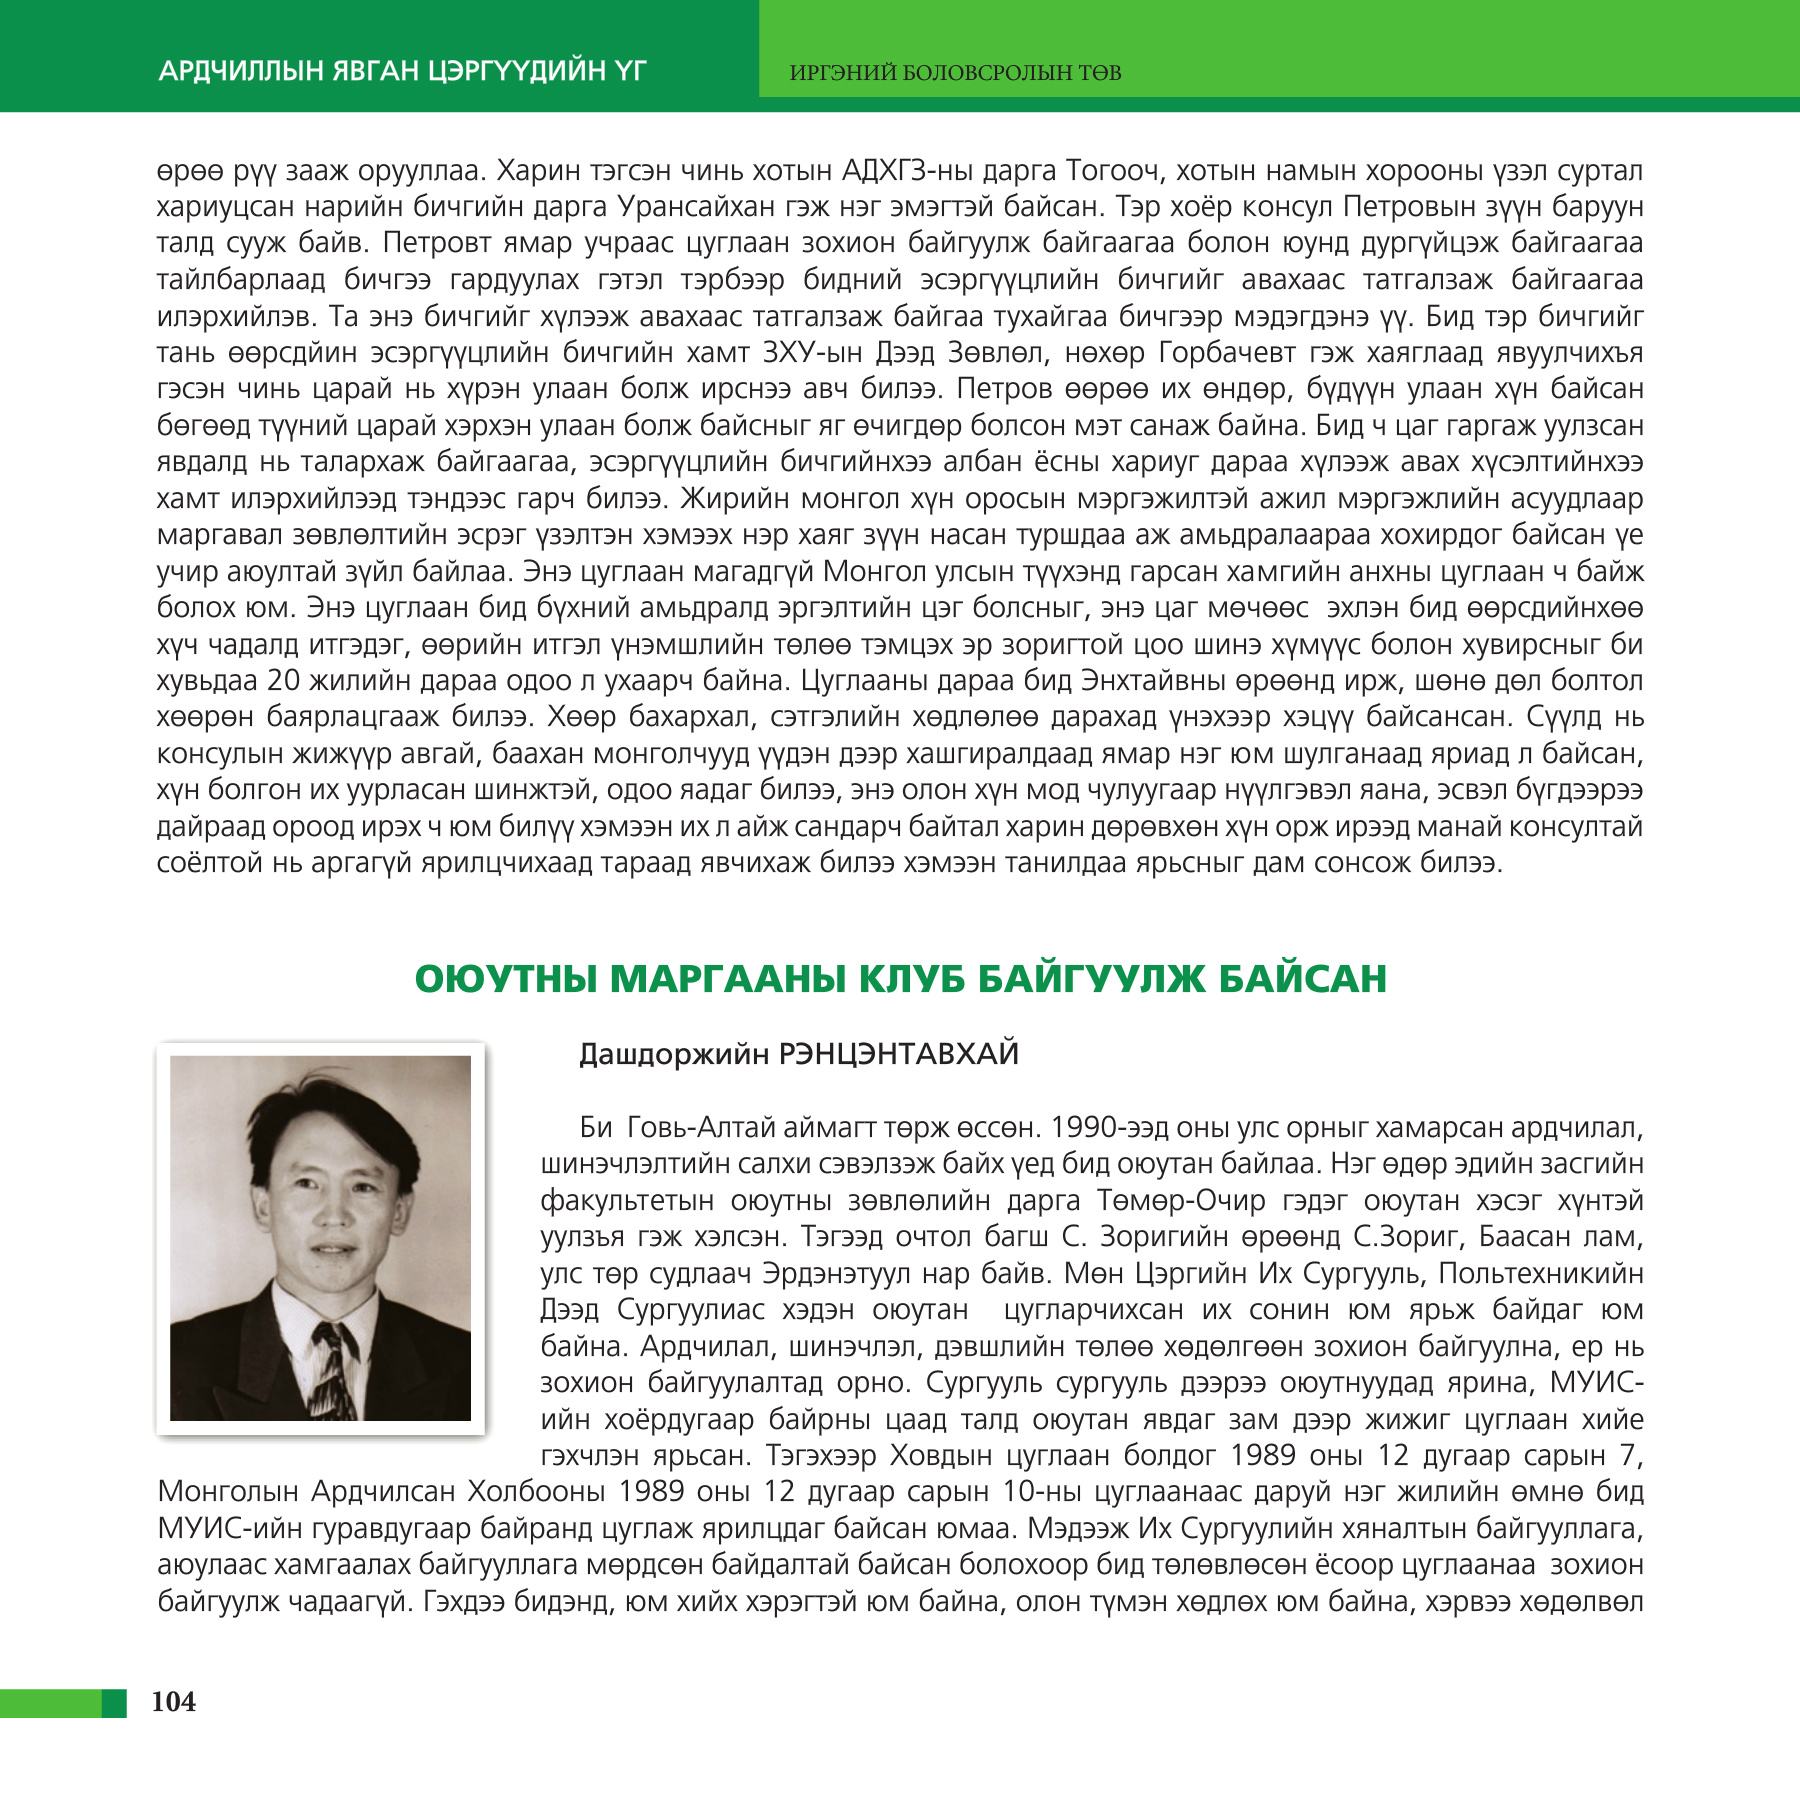 АРДЧИЛЛЫН ЯВГАН ЦЭРГҮҮДИЙН ҮГ
ИРГЭНИЙ БОЛОВСРОЛЫН ТӨВ
өрөө рүү зааж орууллаа. Харин тэгсэн чинь хотын АДХГЗ-ны дарга Тогооч, хотын намын хорооны үзэл суртал
хариуцсан нарийн бичгийн дарга Урансайхан гэж нэг эмэгтэй байсан. Тэр хоёр консул Петровын зүүн баруун
талд сууж байв. Петровт ямар учраас цуглаан зохион байгуулж байгаагаа болон юунд дургүйцэж байгаагаа
тайлбарлаад бичгээ гардуулах гэтэл тэрбээр бидний эсэргүүцлийн бичгийг авахаас татгалзаж байгаагаа
илэрхийлэв. Та энэ бичгийг хүлээж авахаас татгалзаж байгаа тухайгаа бичгээр мэдэгдэнэ үү. Бид тэр бичгийг
тань өөрсдйин эсэргүүцлийн бичгийн хамт ЗХУ-ын Дээд Зөвлөл, нөхөр Горбачевт гэж хаяглаад явуулчихъя
гэсэн чинь царай нь хүрэн улаан болж ирснээ авч билээ. Петров өөрөө их өндөр, бүдүүн улаан хүн байсан
бөгөөд түүний царай хэрхэн улаан болж байсныг яг өчигдөр болсон мэт санаж байна. Бид ч цаг гаргаж уулзсан
явдалд нь талархаж байгаагаа, эсэргүүцлийн бичгийнхээ албан ёсны хариуг дараа хүлээж авах хүсэлтийнхээ
хамт илэрхийлээд тэндээс гарч билээ. Жирийн монгол хүн оросын мэргэжилтэй ажил мэргэжлийн асуудлаар
маргавал зөвлөлтийн эсрэг үзэлтэн хэмээх нэр хаяг зүүн насан туршдаа аж амьдралаараа хохирдог байсан үе
учир аюултай зүйл байлаа. Энэ цуглаан магадгүй Монгол улсын түүхэнд гарсан хамгийн анхны цуглаан ч байж
болох юм. Энэ цуглаан бид бүхний амьдралд эргэлтийн цэг болсныг, энэ цаг мөчөөс  эхлэн бид өөрсдийнхөө
хүч чадалд итгэдэг, өөрийн итгэл үнэмшлийн төлөө тэмцэх эр зоригтой цоо шинэ хүмүүс болон хувирсныг би
хувьдаа 20 жилийн дараа одоо л ухаарч байна. Цуглааны дараа бид Энхтайвны өрөөнд ирж, шөнө дөл болтол
хөөрөн баярлацгааж билээ. Хөөр бахархал, сэтгэлийн хөдлөлөө дарахад үнэхээр хэцүү байсансан. Сүүлд нь
консулын жижүүр авгай, баахан монголчууд үүдэн дээр хашгиралдаад ямар нэг юм шулганаад яриад л байсан,
хүн болгон их уурласан шинжтэй, одоо яадаг билээ, энэ олон хүн мод чулуугаар нүүлгэвэл яана, эсвэл бүгдээрээ
дайраад ороод ирэх ч юм билүү хэмээн их л айж сандарч байтал харин дөрөвхөн хүн орж ирээд манай консултай
соёлтой нь аргагүй ярилцчихаад тараад явчихаж билээ хэмээн танилдаа ярьсныг дам сонсож билээ.
ОЮУТНЫ МАРГААНЫ КЛУБ БАЙГУУЛЖ БАЙСАН
Дашдоржийн РЭНЦЭНТАВХАЙ
Би  Говь-Алтай аймагт төрж өссөн. 1990-ээд оны улс орныг хамарсан ардчилал,
шинэчлэлтийн салхи сэвэлзэж байх үед бид оюутан байлаа. Нэг өдөр эдийн засгийн
факультетын оюутны зөвлөлийн дарга Төмөр-Очир гэдэг оюутан хэсэг хүнтэй
уулзъя гэж хэлсэн. Тэгээд очтол багш С. Зоригийн өрөөнд С.Зориг, Баасан лам,
улс төр судлаач Эрдэнэтуул нар байв. Мөн Цэргийн Их Сургууль, Польтехникийн
Дээд Сургуулиас хэдэн оюутан  цугларчихсан их сонин юм ярьж байдаг юм
байна. Ардчилал, шинэчлэл, дэвшлийн төлөө хөдөлгөөн зохион байгуулна, ер нь
зохион байгуулалтад орно. Сургууль сургууль дээрээ оюутнуудад ярина, МУИС-
ийн хоёрдугаар байрны цаад талд оюутан явдаг зам дээр жижиг цуглаан хийе
гэхчлэн ярьсан. Тэгэхээр Ховдын цуглаан болдог 1989 оны 12 дугаар сарын 7,
Монголын Ардчилсан Холбооны 1989 оны 12 дугаар сарын 10-ны цуглаанаас даруй нэг жилийн өмнө бид
МУИС-ийн гуравдугаар байранд цуглаж ярилцдаг байсан юмаа. Мэдээж Их Сургуулийн хяналтын байгууллага,
аюулаас хамгаалах байгууллага мөрдсөн байдалтай байсан болохоор бид төлөвлөсөн ёсоор цуглаанаа  зохион
байгуулж чадаагүй. Гэхдээ бидэнд, юм хийх хэрэгтэй юм байна, олон түмэн хөдлөх юм байна, хэрвээ хөдөлвөл
104